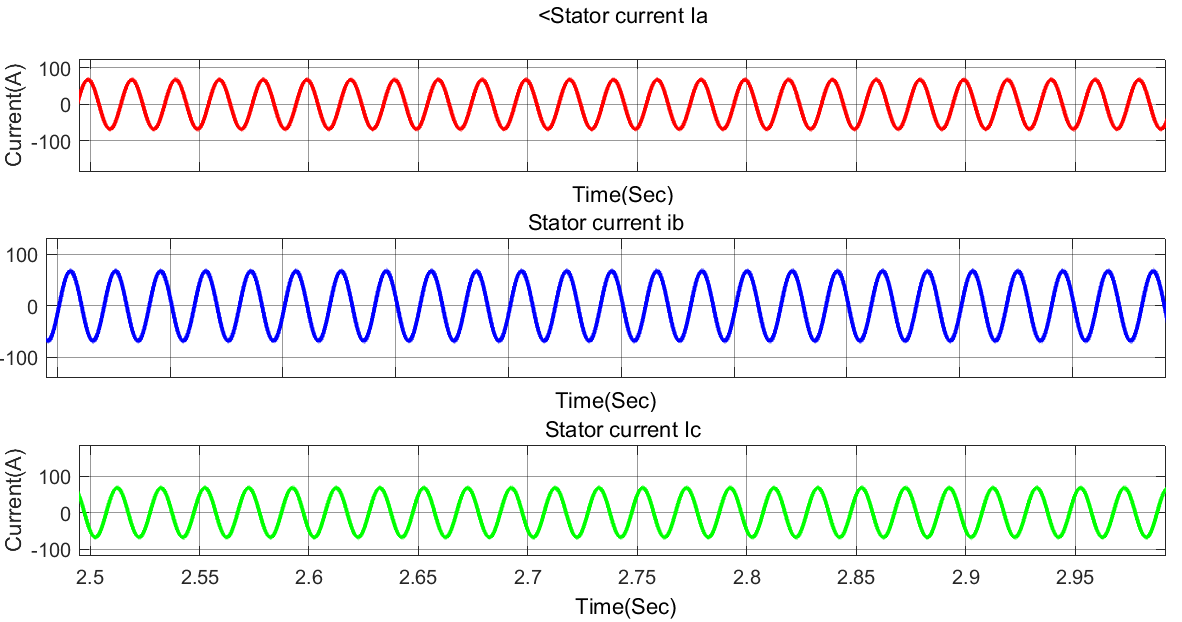 <Stator current Ia
Current(A)
100
0
-100
Time(Sec)
Stator current ib
100
0
-100
Time(Sec)
Stator current Ic
Current(A)
100
0
-100
2.5 2.55 2.6 2.65 2.7 2.75 2.8 2.85 2.9 2.95
Time(Sec)